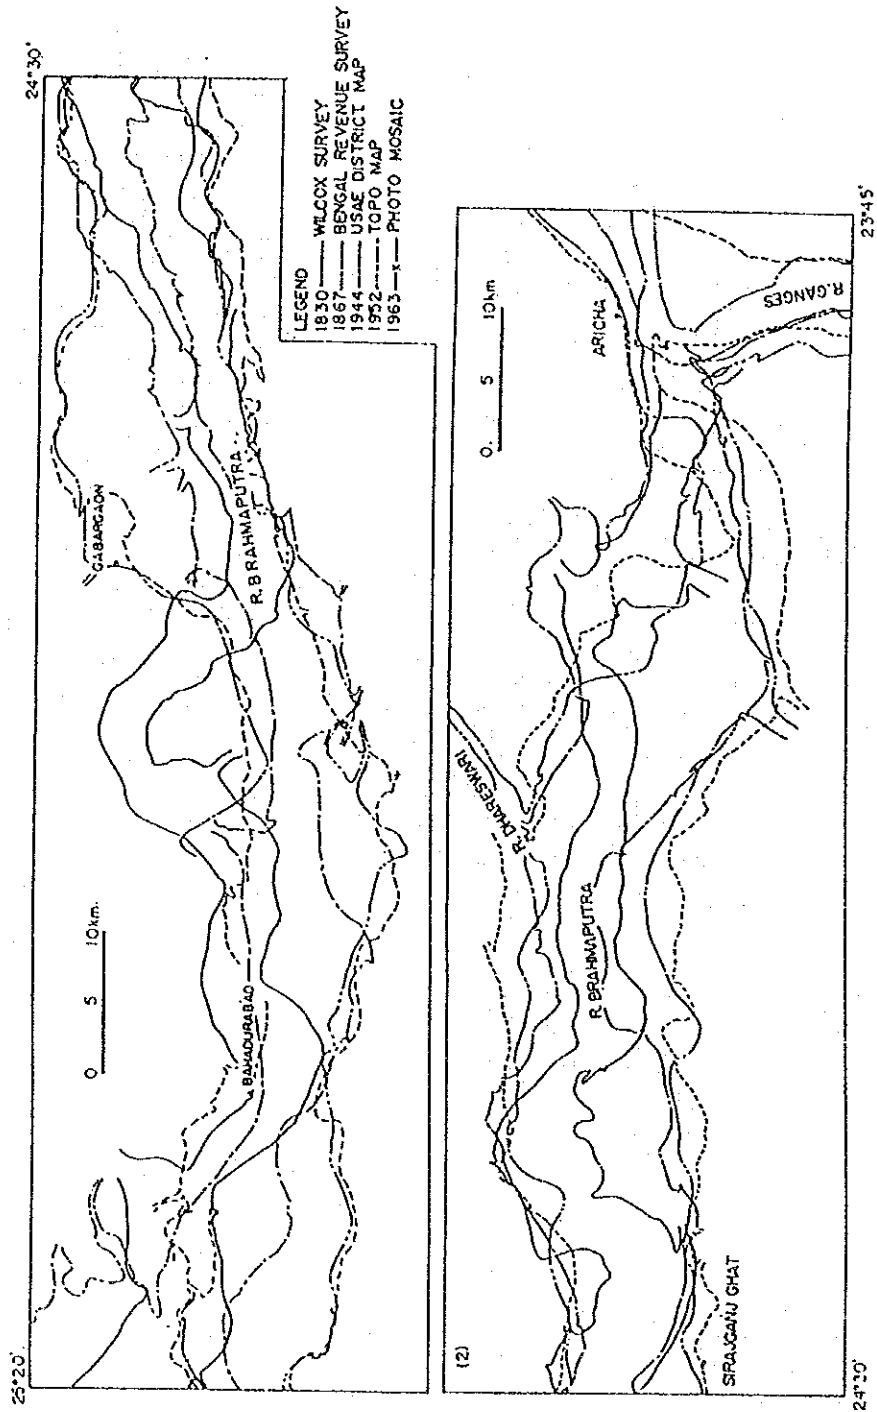 25°20'
24°30'
GABARGAON
R.BRAHMAPUTRA
BAHADURABAD
0 5 10km.
LEGEND
1830 —— WILCOX SURVEY
1867 —·— BENGAL REVENUE SURVEY
1944 —··— USAE DISTRICT MAP
1952 ------ TOPO MAP
1963 —x— PHOTO MOSAIC
(2)
24°30'
23°45'
SIRAJGANJ GHAT
R. BRAHMAPUTRA
R. DHARESWARI
ARICHA
0. 5 10km
R.GANGES